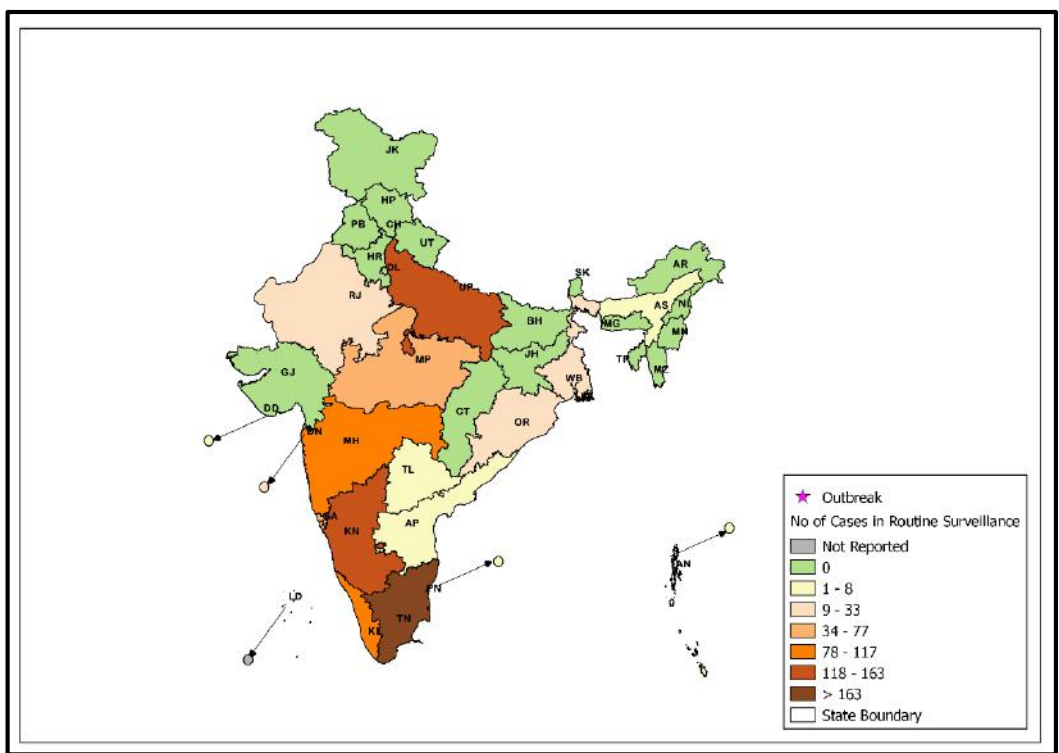 JK
HP
PB
CH
UT
HR
DL
SK
AR
RJ
UP
AS
NL
BH
MG
MN
JH
TR
MZ
MP
GJ
WB
CT
DD
OR
DN
MH
TL
GA
KN
AP
AN
PN
LD
TN
KE
★ Outbreak
No of Cases in Routine Surveillance
Not Reported
0
1 - 8
9 - 33
34 - 77
78 - 117
118 - 163
> 163
State Boundary